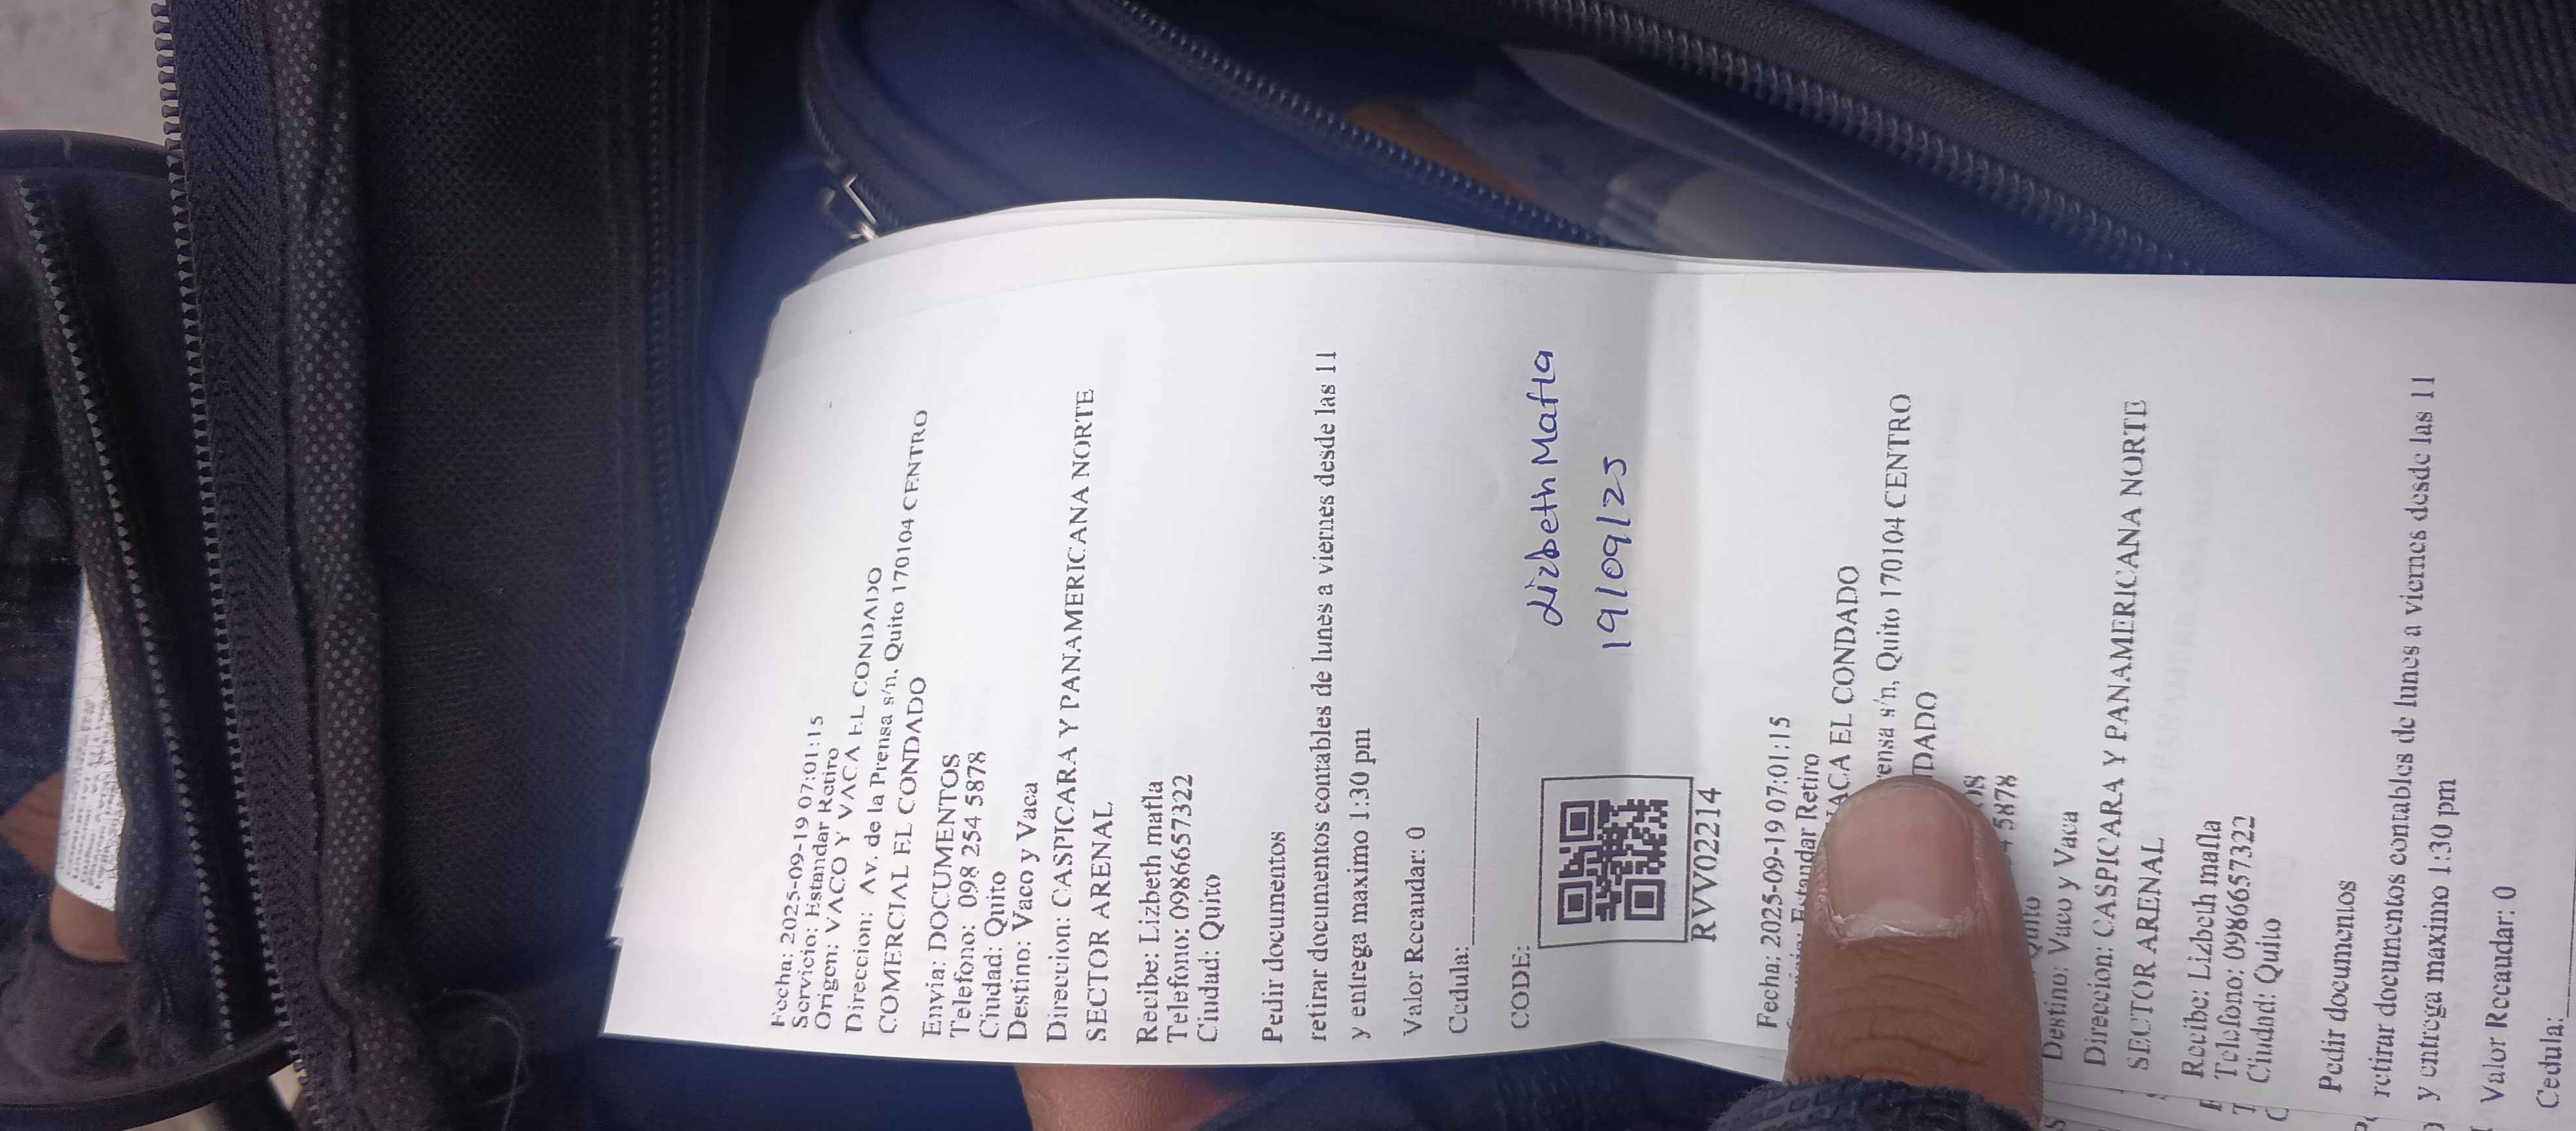 Fecha: 2025-09-19 07:01:15
Servicio: Estandar Retiro
Origen: VACO Y VACA EL CONDADO
Direccion: Av. de la Prensa s/n, Quito 170104 CENTRO
COMERCIAL EL CONDADO
Envia: DOCUMENTOS
Telefono: 098 254 5878
Ciudad: Quito
Destino: Vaco y Vaca
Direccion: CASPICARA Y PANAMERICANA NORTE
SECTOR ARENAL
Recibe: Lizbeth mafla
Telefono: 0986657322
Ciudad: Quito
Pedir documentos
retirar documentos contables de lunes a viernes desde las 11
y entrega maximo 1:30 pm
Valor Recaudar: 0
Cedula:
CODE:
Lizbeth Mafla
19/09/25
RVV02214
Fecha: 2025-09-19 07:01:15
Estandar Retiro
VACA EL CONDADO
s/n, Quito 170104 CENTRO
5878
Quito
Destino: Vaco y Vaca
Direccion: CASPICARA Y PANAMERICANA NORTE
SECTOR ARENAL
Recibe: Lizbeth mafla
Telefono: 0986657322
Ciudad: Quito
Pedir documentos
retirar documentos contables de lunes a viernes desde las 11
y entrega maximo 1:30 pm
Valor Recaudar: 0
Cedula: